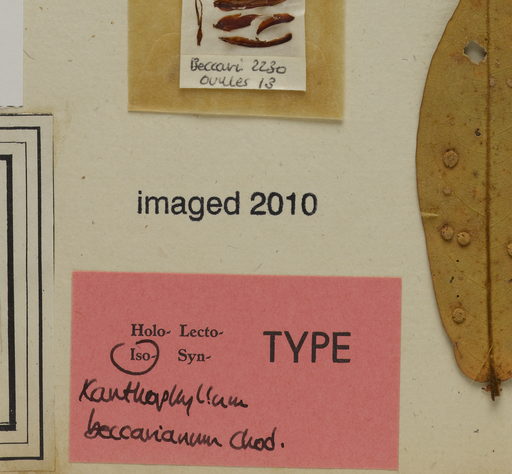 Beccari 2230
ovules 13
imaged 2010
Holo- Lecto-
Iso- Syn-
TYPE
Xanthophyllum
beccarianum Chod.